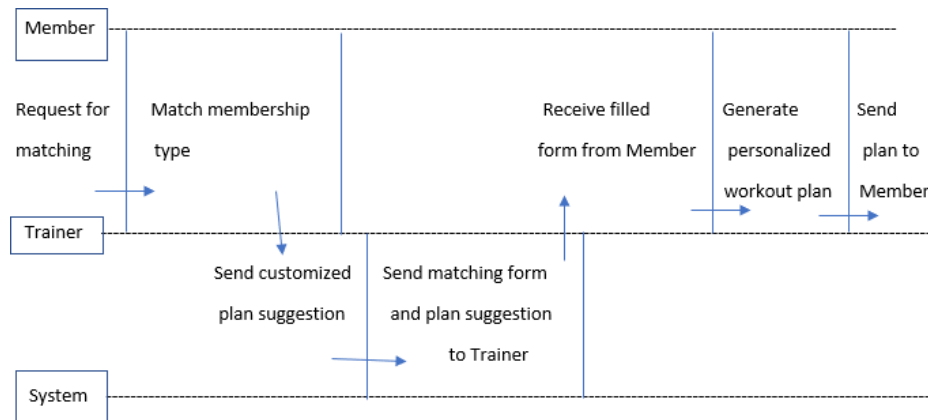 Member
Request for
matching
Match membership
type
Receive filled
form from Member
Generate
personalized
workout plan
Send
plan to
Member
Trainer
Send customized
plan suggestion
Send matching form
and plan suggestion
to Trainer
System